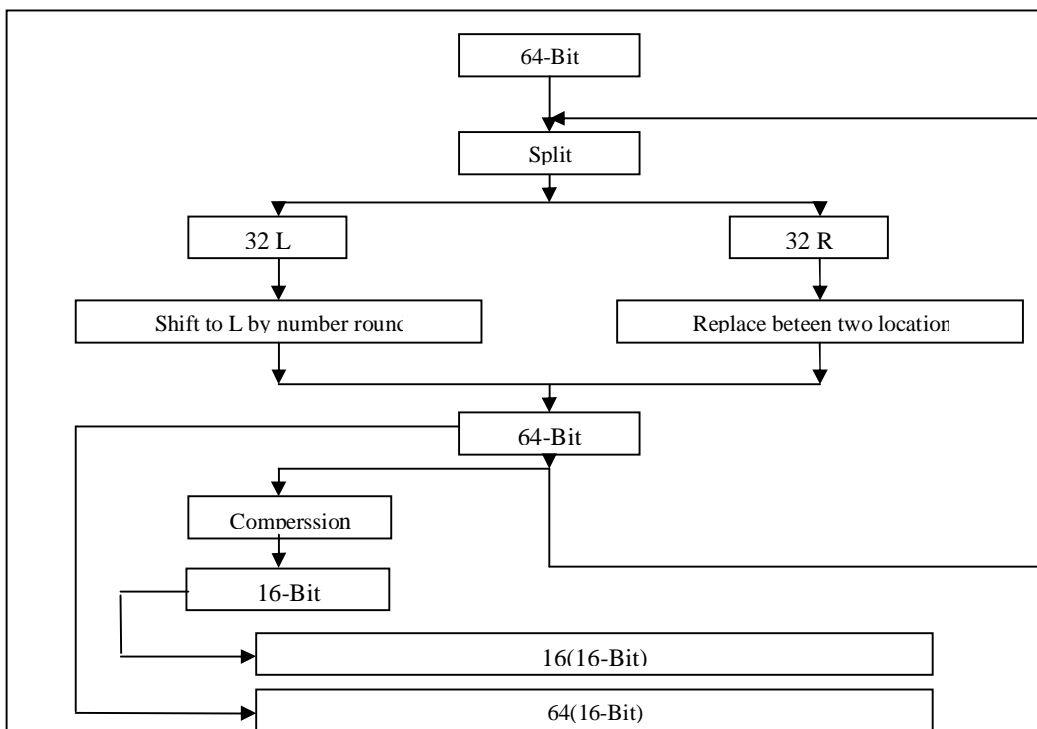 64-Bit
Split
32 L
32 R
Shift to L by number round
Replace beteen two location
64-Bit
Comperssion
16-Bit
16(16-Bit)
64(16-Bit)